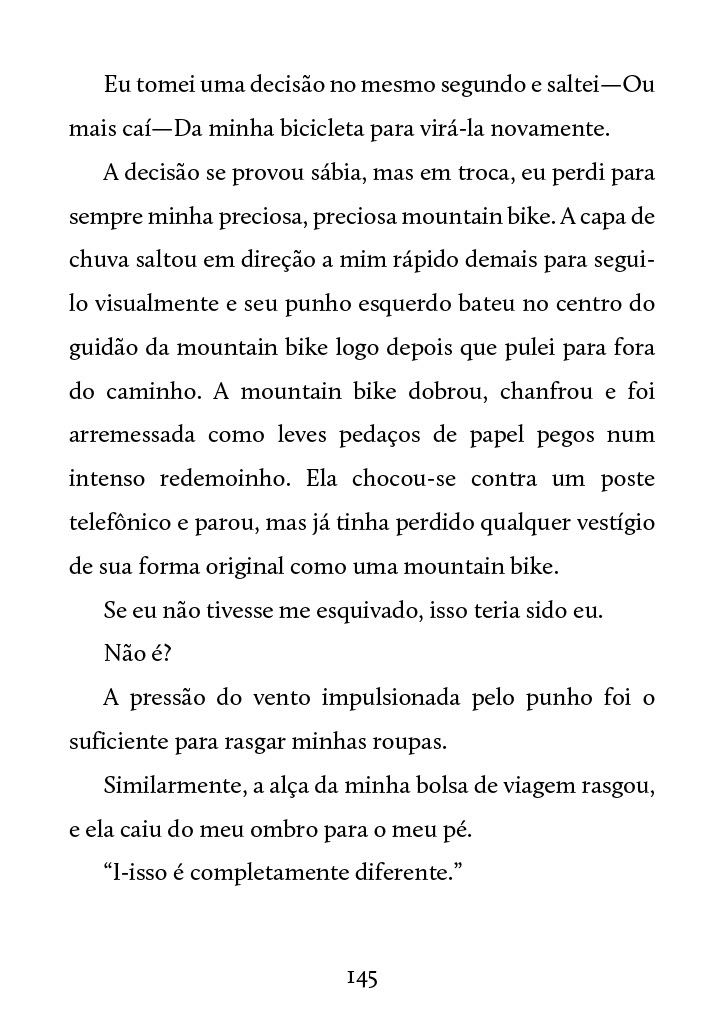 Eu tomei uma decisão no mesmo segundo e saltei—Ou
mais caí—Da minha bicicleta para virá-la novamente.
A decisão se provou sábia, mas em troca, eu perdi para
sempre minha preciosa, preciosa mountain bike. A capa de
chuva saltou em direção a mim rápido demais para segui-
lo visualmente e seu punho esquerdo bateu no centro do
guidão da mountain bike logo depois que pulei para fora
do caminho. A mountain bike dobrou, chanfrou e foi
arremessada como leves pedaços de papel pegos num
intenso redemoinho. Ela chocou-se contra um poste
telefônico e parou, mas já tinha perdido qualquer vestígio
de sua forma original como uma mountain bike.
Se eu não tivesse me esquivado, isso teria sido eu.
Não é?
A pressão do vento impulsionada pelo punho foi o
suficiente para rasgar minhas roupas.
Similarmente, a alça da minha bolsa de viagem rasgou,
e ela caiu do meu ombro para o meu pé.
“I-isso é completamente diferente.”
145